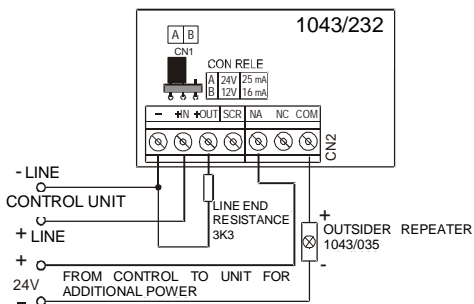 1043/232
A B
CN1
CON RELE
A 24V 25 mA
B 12V 16 mA
- +IN +OUT SCR NA NC COM
CN2
- LINE
CONTROL UNIT
+ LINE
LINE END
RESISTANCE
3K3
+
OUTSIDER REPEATER
1043/035
-
+
24V
-
FROM CONTROL TO UNIT FOR
ADDITIONAL POWER